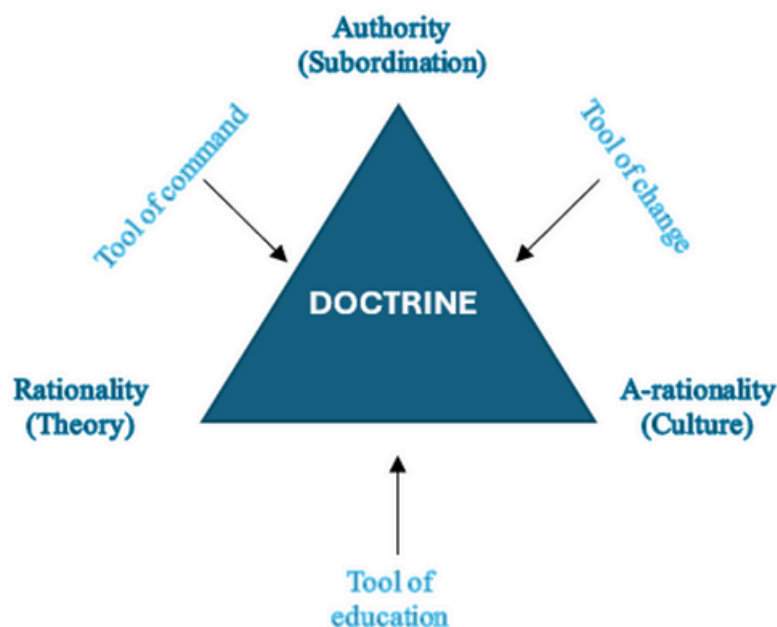 Authority
(Subordination)
Tool of command
Tool of change
DOCTRINE
Rationality
(Theory)
A-rationality
(Culture)
Tool of
education